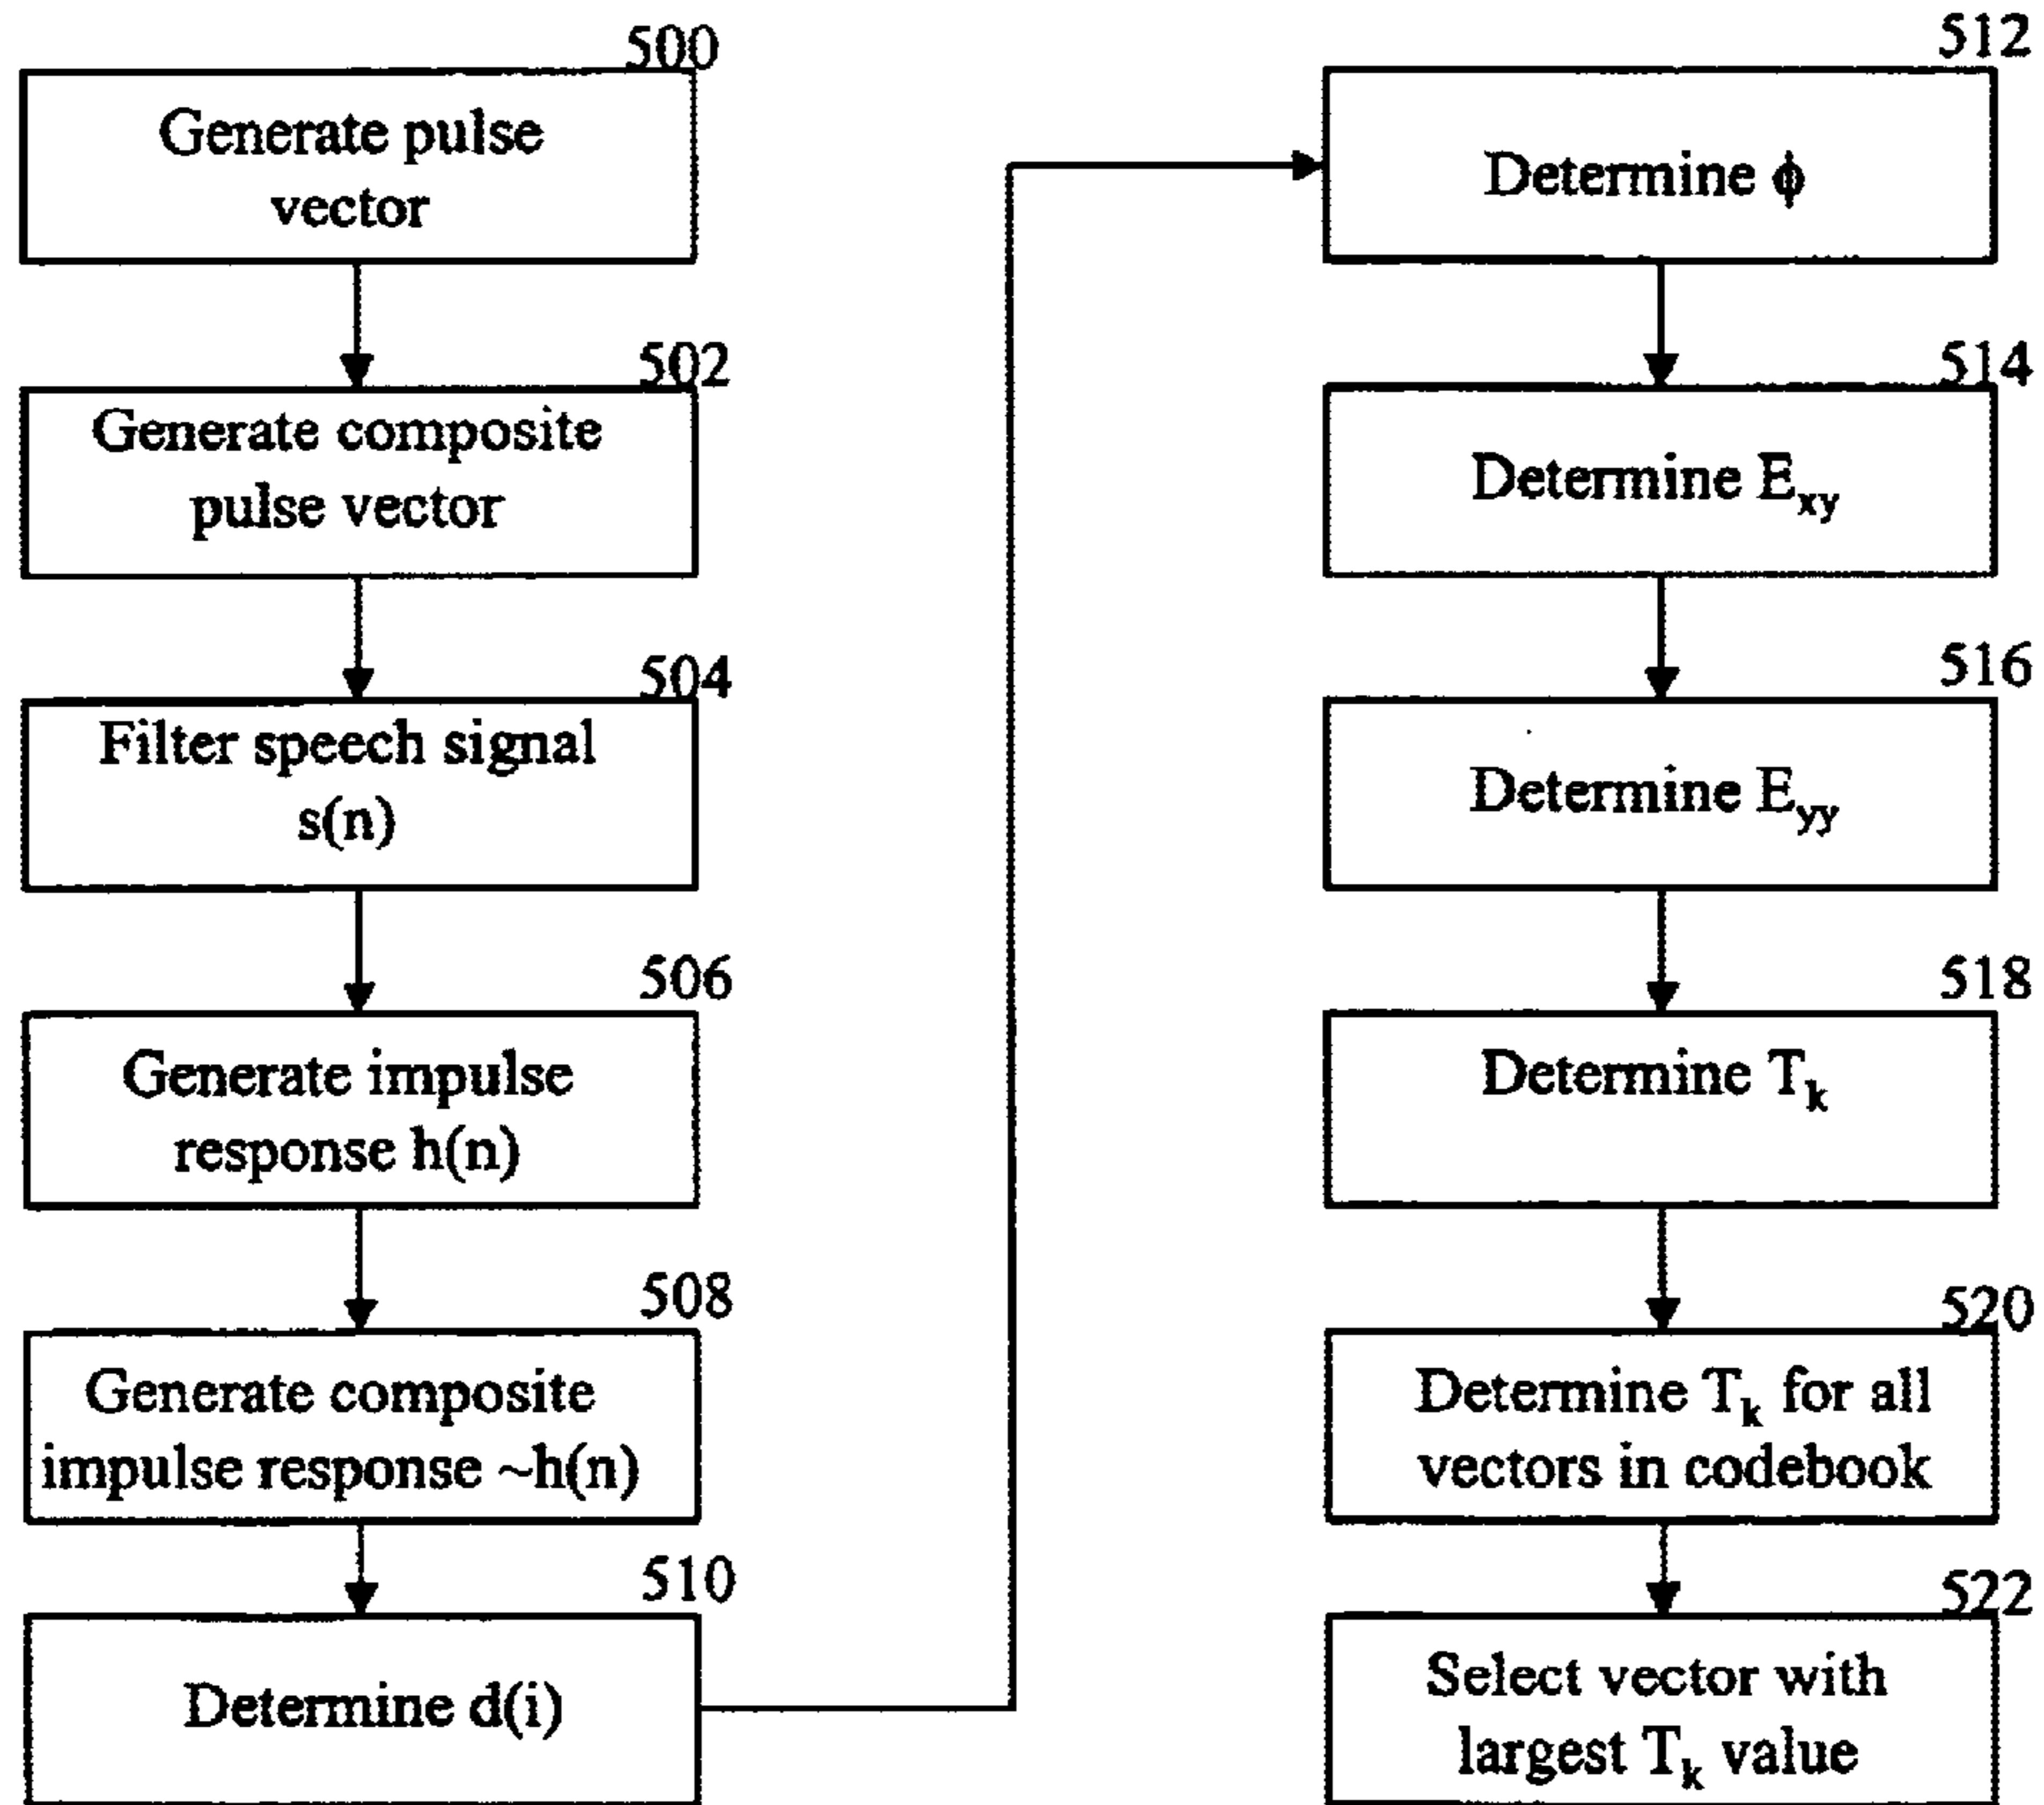 500
Generate pulse
vector
502
Generate composite
pulse vector
504
Filter speech signal
s(n)
506
Generate impulse
response h(n)
508
Generate composite
impulse response ~h(n)
510
Determine d(i)
512
Determine ϕ
514
Determine Exy
516
Determine Eyy
518
Determine Tk
520
Determine Tk for all
vectors in codebook
522
Select vector with
largest Tk value